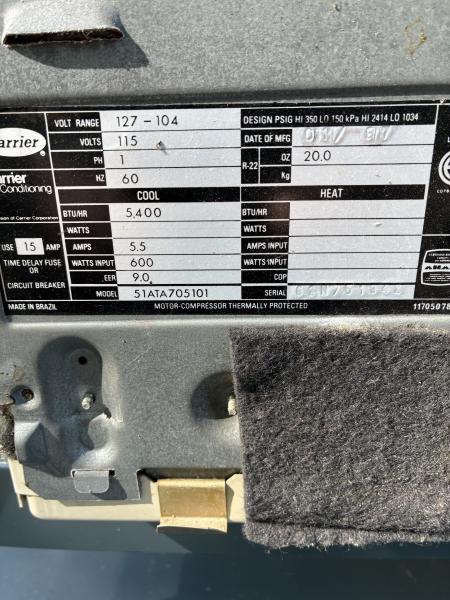 VOLT RANGE 127 - 104 DESIGN PSIG HI 350 LO 150 kPa HI 2414 LO 1034
arrier VOLTS 115 DATE OF MFG
PH 1 R-22 OZ 20.0
rrier HZ 60 Kg
Conditioning COOL HEAT
ision of Carrier Corporation BTU/HR 5,400 BTU/HR
WATTS WATTS
USE 15 AMP AMPS 5.5 AMPS INPUT
TIME DELAY FUSE WATTS INPUT 600 WATTS INPUT
OR EER 9.0 COP
CIRCUIT BREAKER MODEL 51ATA705101 SERIAL
MADE IN BRAZIL MOTOR-COMPRESSOR THERMALLY PROTECTED 1170507